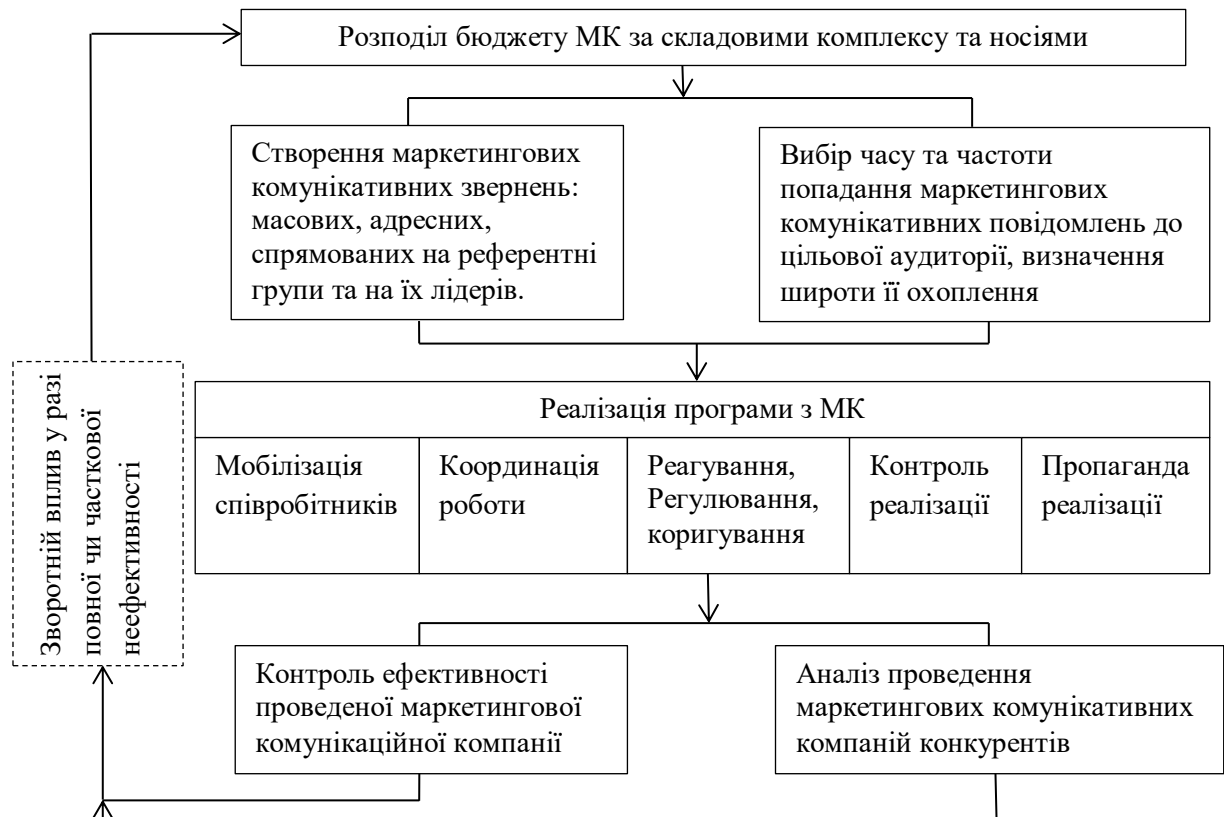 Розподіл бюджету МК за складовими комплексу та носіями
Створення маркетингових
комунікативних звернень:
масових, адресних,
спрямованих на референтні
групи та на їх лідерів.
Вибір часу та частоти
попадання маркетингових
комунікативних повідомлень до
цільової аудиторії, визначення
широти її охоплення
Зворотній вплив у разі
повної чи часткової
неефективності
Реалізація програми з МК
Мобілізація
співробітників
Координація
роботи
Реагування,
Регулювання,
коригування
Контроль
реалізації
Пропаганда
реалізації
Контроль ефективності
проведеної маркетингової
комунікаційної компанії
Аналіз проведення
маркетингових комунікативних
компаній конкурентів